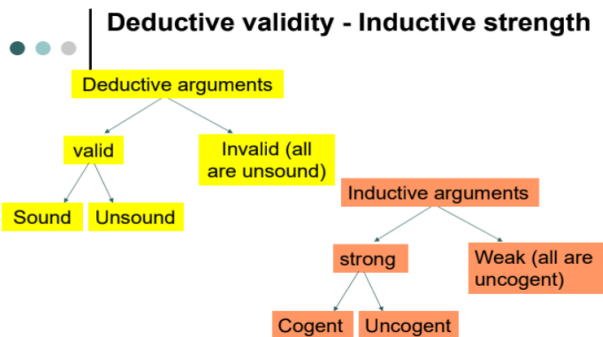 Deductive validity - Inductive strength
Deductive arguments
valid
Invalid (all
are unsound)
Sound
Unsound
Inductive arguments
strong
Weak (all are
uncogent)
Cogent
Uncogent